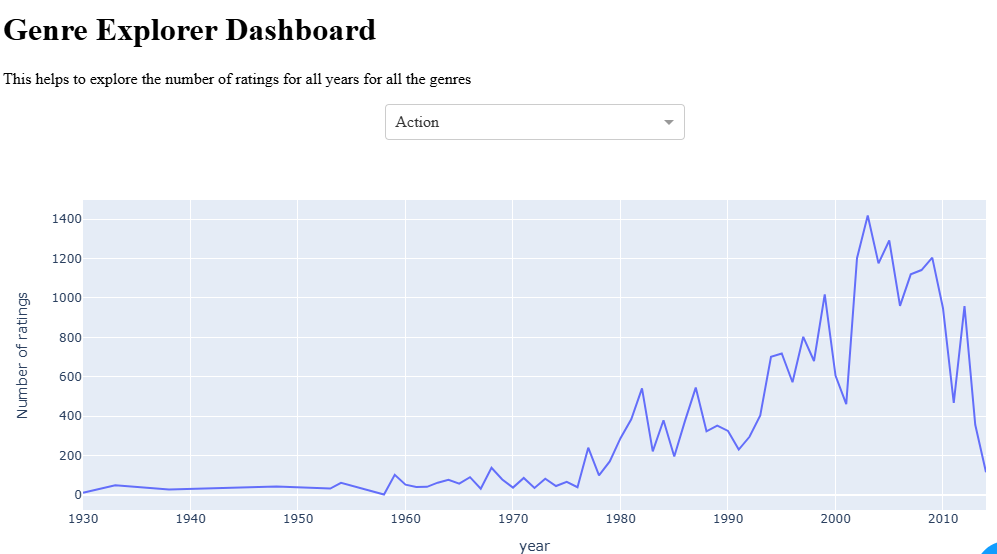 Genre Explorer Dashboard
This helps to explore the number of ratings for all years for all the genres
Action
Number of ratings
1400
1200
1000
800
600
400
200
0
1930 1940 1950 1960 1970 1980 1990 2000 2010
year